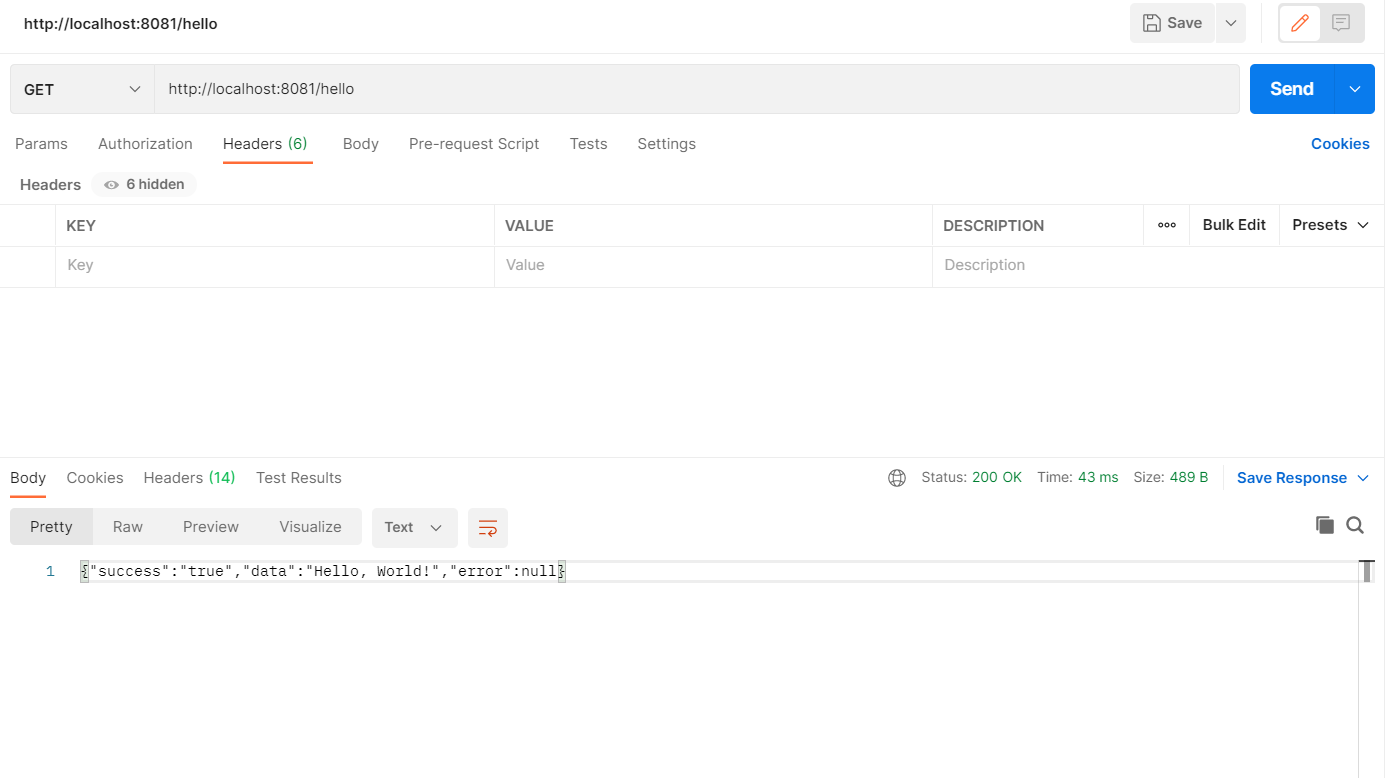 http://localhost:8081/hello Save
GET http://localhost:8081/hello Send
Params Authorization Headers (6) Body Pre-request Script Tests Settings Cookies
Headers 6 hidden
KEY VALUE DESCRIPTION Bulk Edit Presets
Key Value Description
Body Cookies Headers (14) Test Results Status: 200 OK Time: 43 ms Size: 489 B Save Response
Pretty Raw Preview Visualize Text
1 {"success":"true","data":"Hello, World!","error":null}